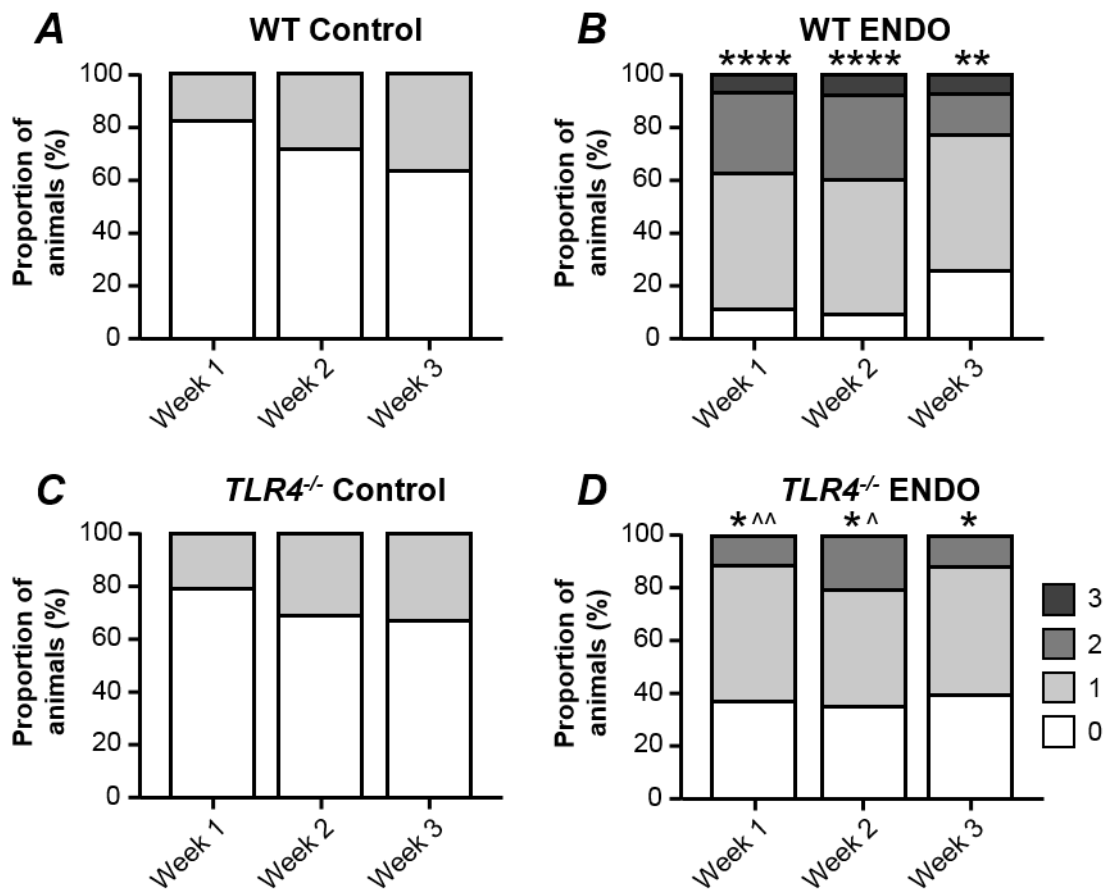 A WT Control
Proportion of
animals (%)
100
80
60
40
20
0
Week 1 Week 2 Week 3
B WT ENDO
Proportion of
animals (%)
**** **** **
100
80
60
40
20
0
Week 1 Week 2 Week 3
C TLR4-/- Control
Proportion of
animals (%)
100
80
60
40
20
0
Week 1 Week 2 Week 3
D TLR4-/- ENDO
Proportion of
animals (%)
* ^^ * ^ *
100
80
60
40
20
0
Week 1 Week 2 Week 3
3
2
1
0